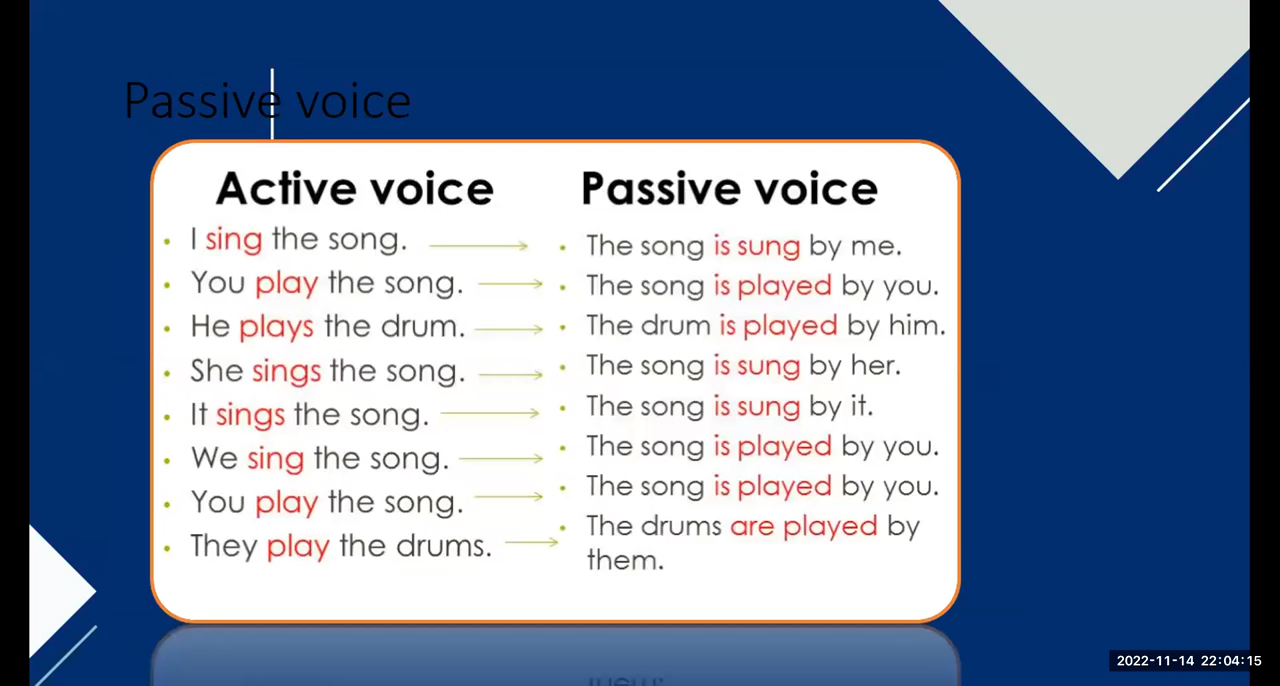 Passive voice
Active voice
I sing the song.
You play the song.
He plays the drum.
She sings the song.
It sings the song.
We sing the song.
You play the song.
They play the drums.
Passive voice
The song is sung by me.
The song is played by you.
The drum is played by him.
The song is sung by her.
The song is sung by it.
The song is played by you.
The song is played by you.
The drums are played by
them.
2022-11-14 22:04:15